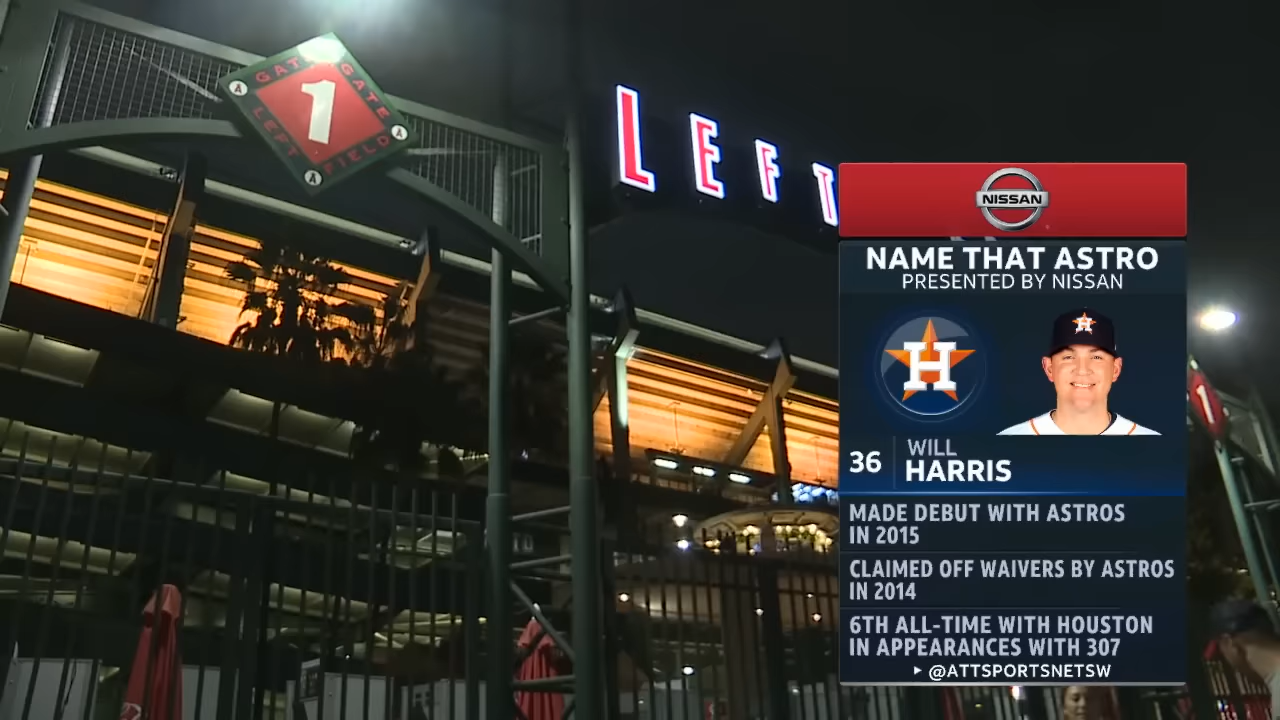 GATE GATE
1
LEFT FIELD
A
A
A
LEFT
NISSAN
NAME THAT ASTRO
PRESENTED BY NISSAN
H
H
36
WILL
HARRIS
MADE DEBUT WITH ASTROS
IN 2015
CLAIMED OFF WAIVERS BY ASTROS
IN 2014
6TH ALL-TIME WITH HOUSTON
IN APPEARANCES WITH 307
▸ @ATTSPORTSNETSW
1